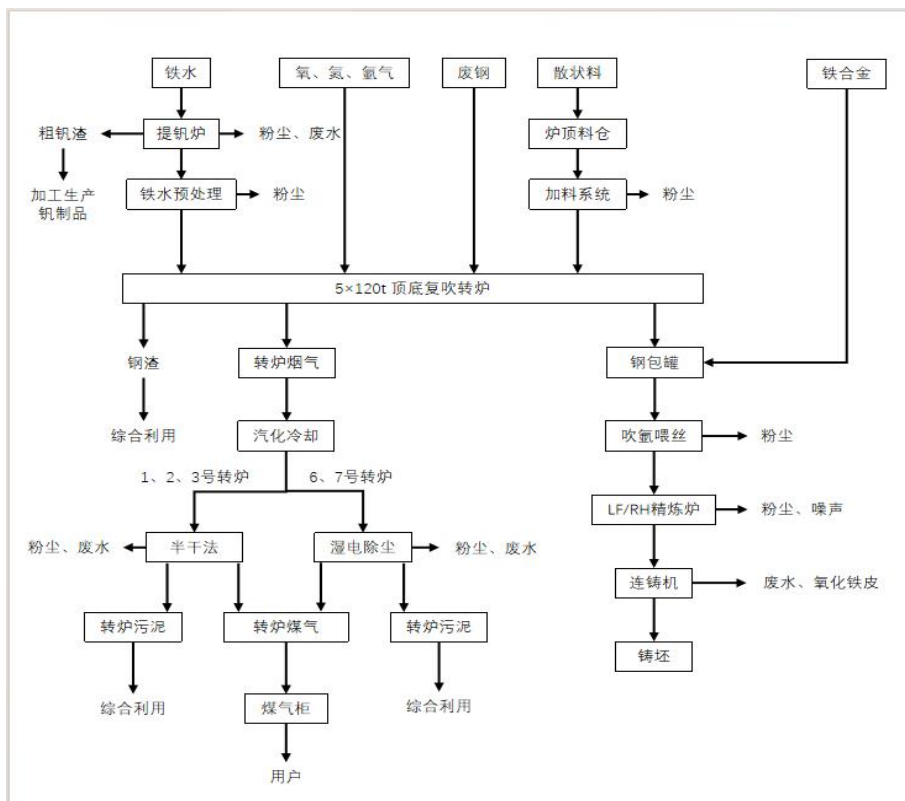 铁水
氧、氮、氩气
废钢
散状料
铁合金
粗钒渣
提钒炉
粉尘、废水
炉顶料仓
加工生产
钒制品
铁水预处理
粉尘
加料系统
粉尘
5×120t 顶底复吹转炉
钢渣
转炉烟气
钢包罐
综合利用
汽化冷却
吹氩喂丝
粉尘
1、2、3号转炉
6、7号转炉
LF/RH精炼炉
粉尘、噪声
粉尘、废水
半干法
湿电除尘
粉尘、废水
连铸机
废水、氧化铁皮
转炉污泥
转炉煤气
转炉污泥
铸坯
综合利用
煤气柜
综合利用
用户